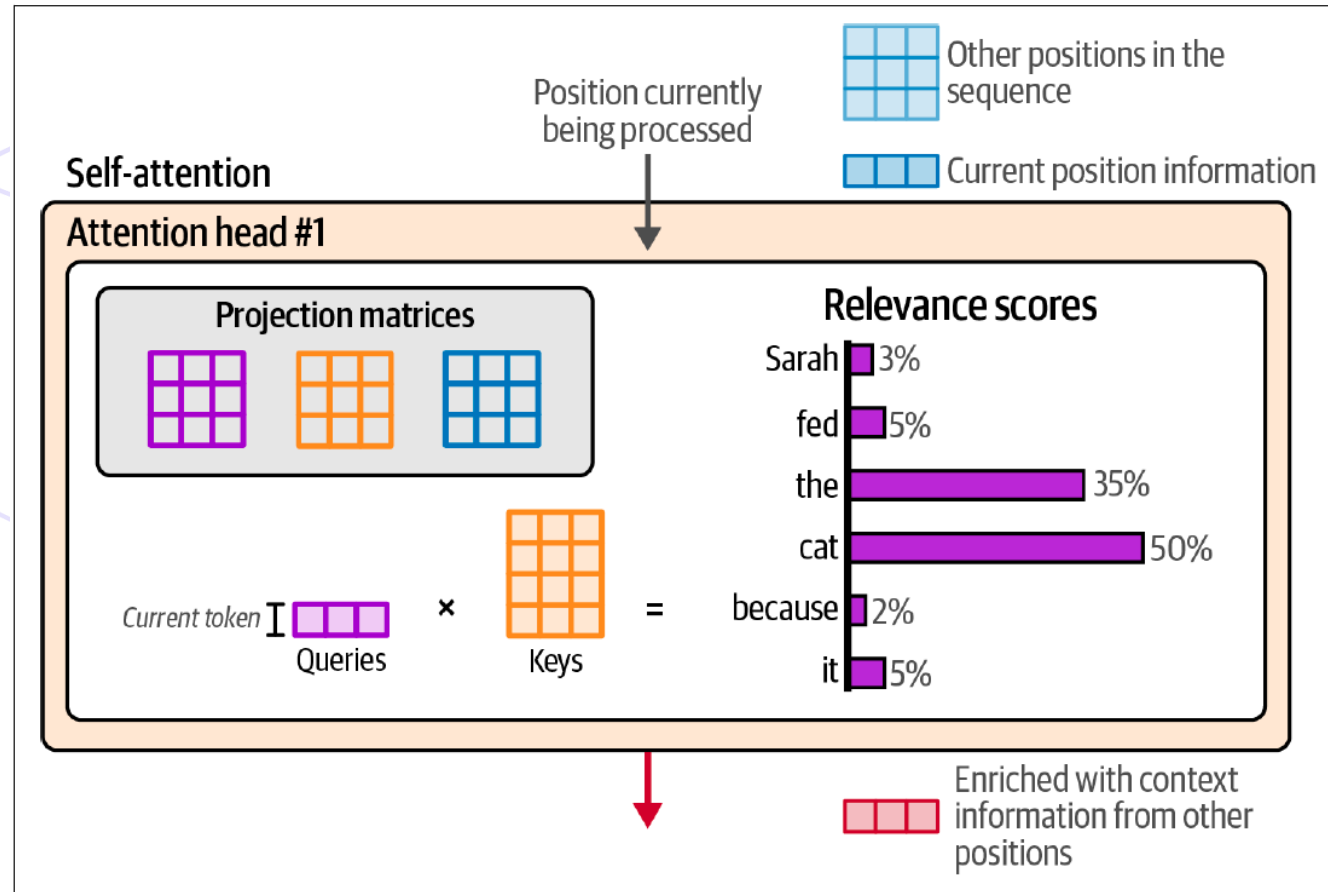 Other positions in the
sequence
Position currently
being processed
Current position information
Self-attention
Attention head #1
Projection matrices
Relevance scores
Sarah 3%
fed 5%
the 35%
cat 50%
because 2%
it 5%
Current token
× =
Queries
Keys
Enriched with context
information from other
positions